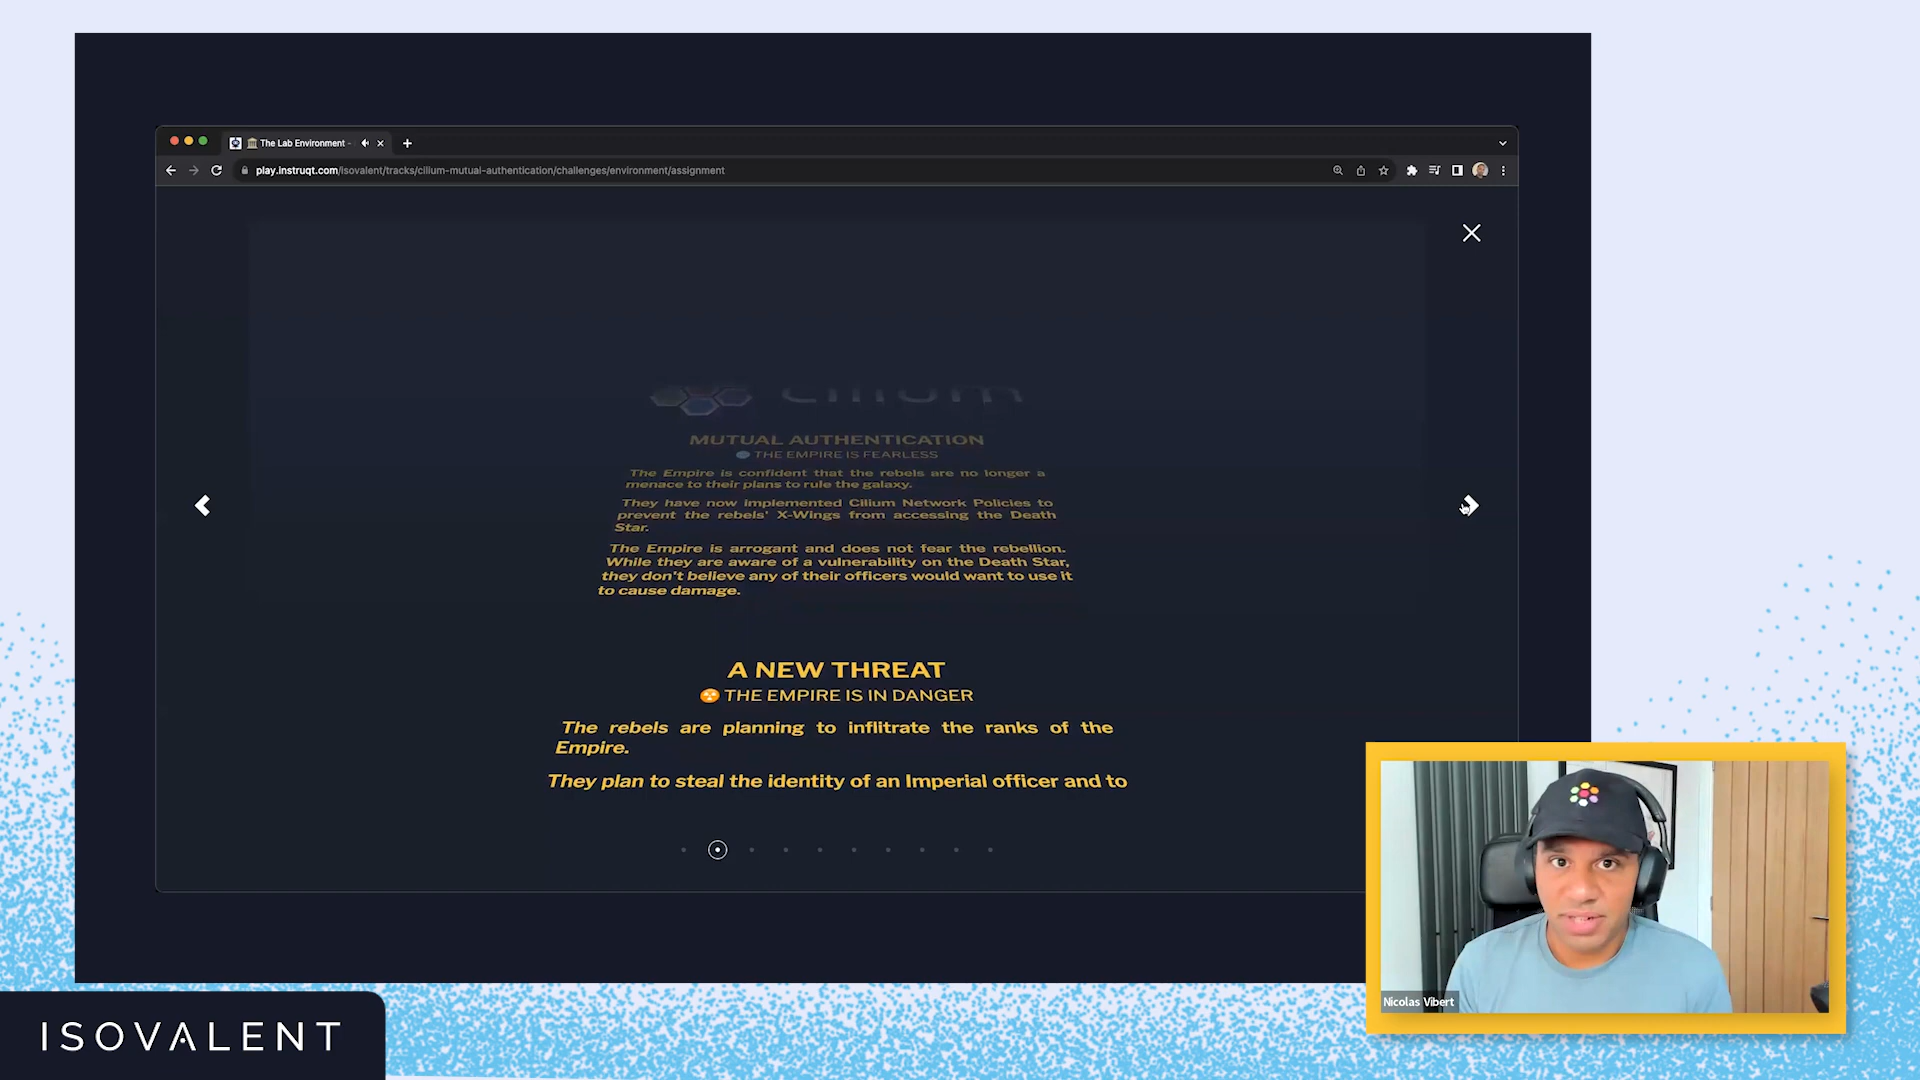 The Lab Environment -
play.instruqt.com/isovalent/tracks/cilium-mutual-authentication/challenges/environment/assignment
cilium
MUTUAL AUTHENTICATION
THE EMPIRE IS FEARLESS
The Empire is confident that the rebels are no longer a
menace to their plans to rule the galaxy.
They have now implemented Cilium Network Policies to
prevent the rebels' X-Wings from accessing the Death
Star.
The Empire is arrogant and does not fear the rebellion.
While they are aware of a vulnerability on the Death Star,
they don't believe any of their officers would want to use it
to cause damage.
A NEW THREAT
THE EMPIRE IS IN DANGER
The rebels are planning to inflitrate the ranks of the
Empire.
They plan to steal the identity of an Imperial officer and to
Nicolas Vibert
ISOVALENT